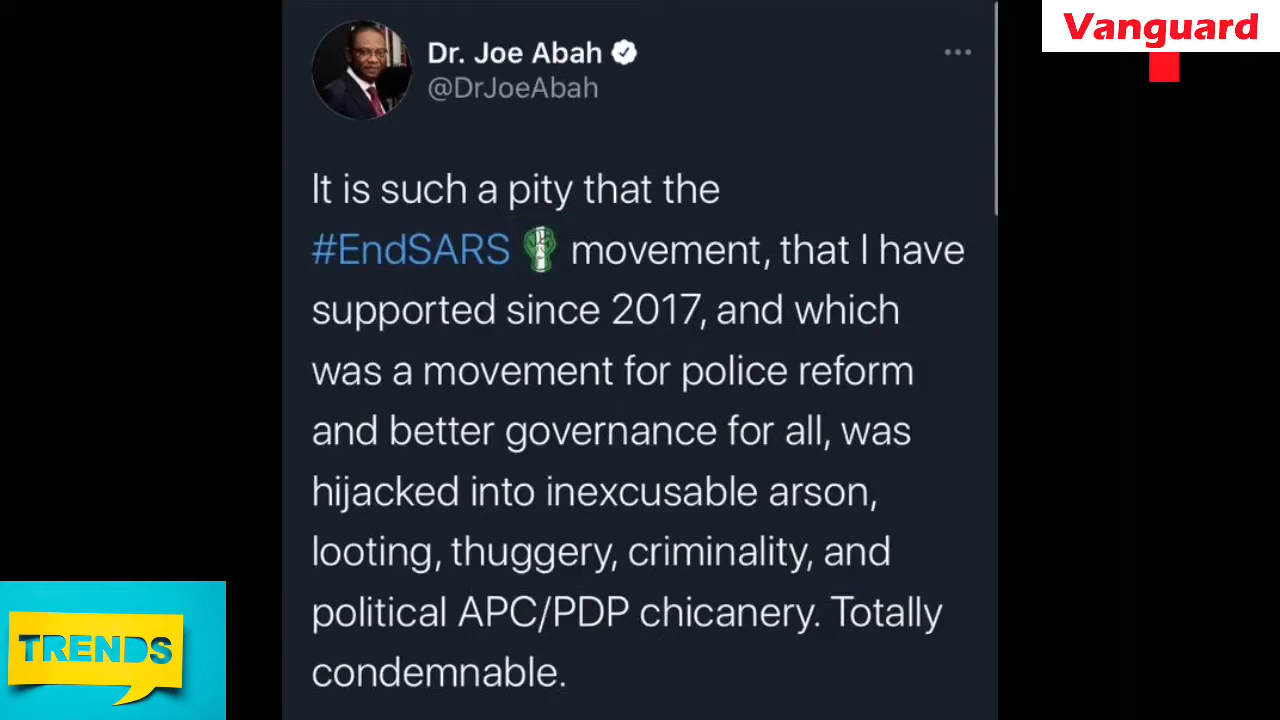 Vanguard
Dr. Joe Abah
@DrJoeAbah
It is such a pity that the
#EndSARS movement, that I have
supported since 2017, and which
was a movement for police reform
and better governance for all, was
hijacked into inexcusable arson,
looting, thuggery, criminality, and
political APC/PDP chicanery. Totally
condemnable.
TRENDS